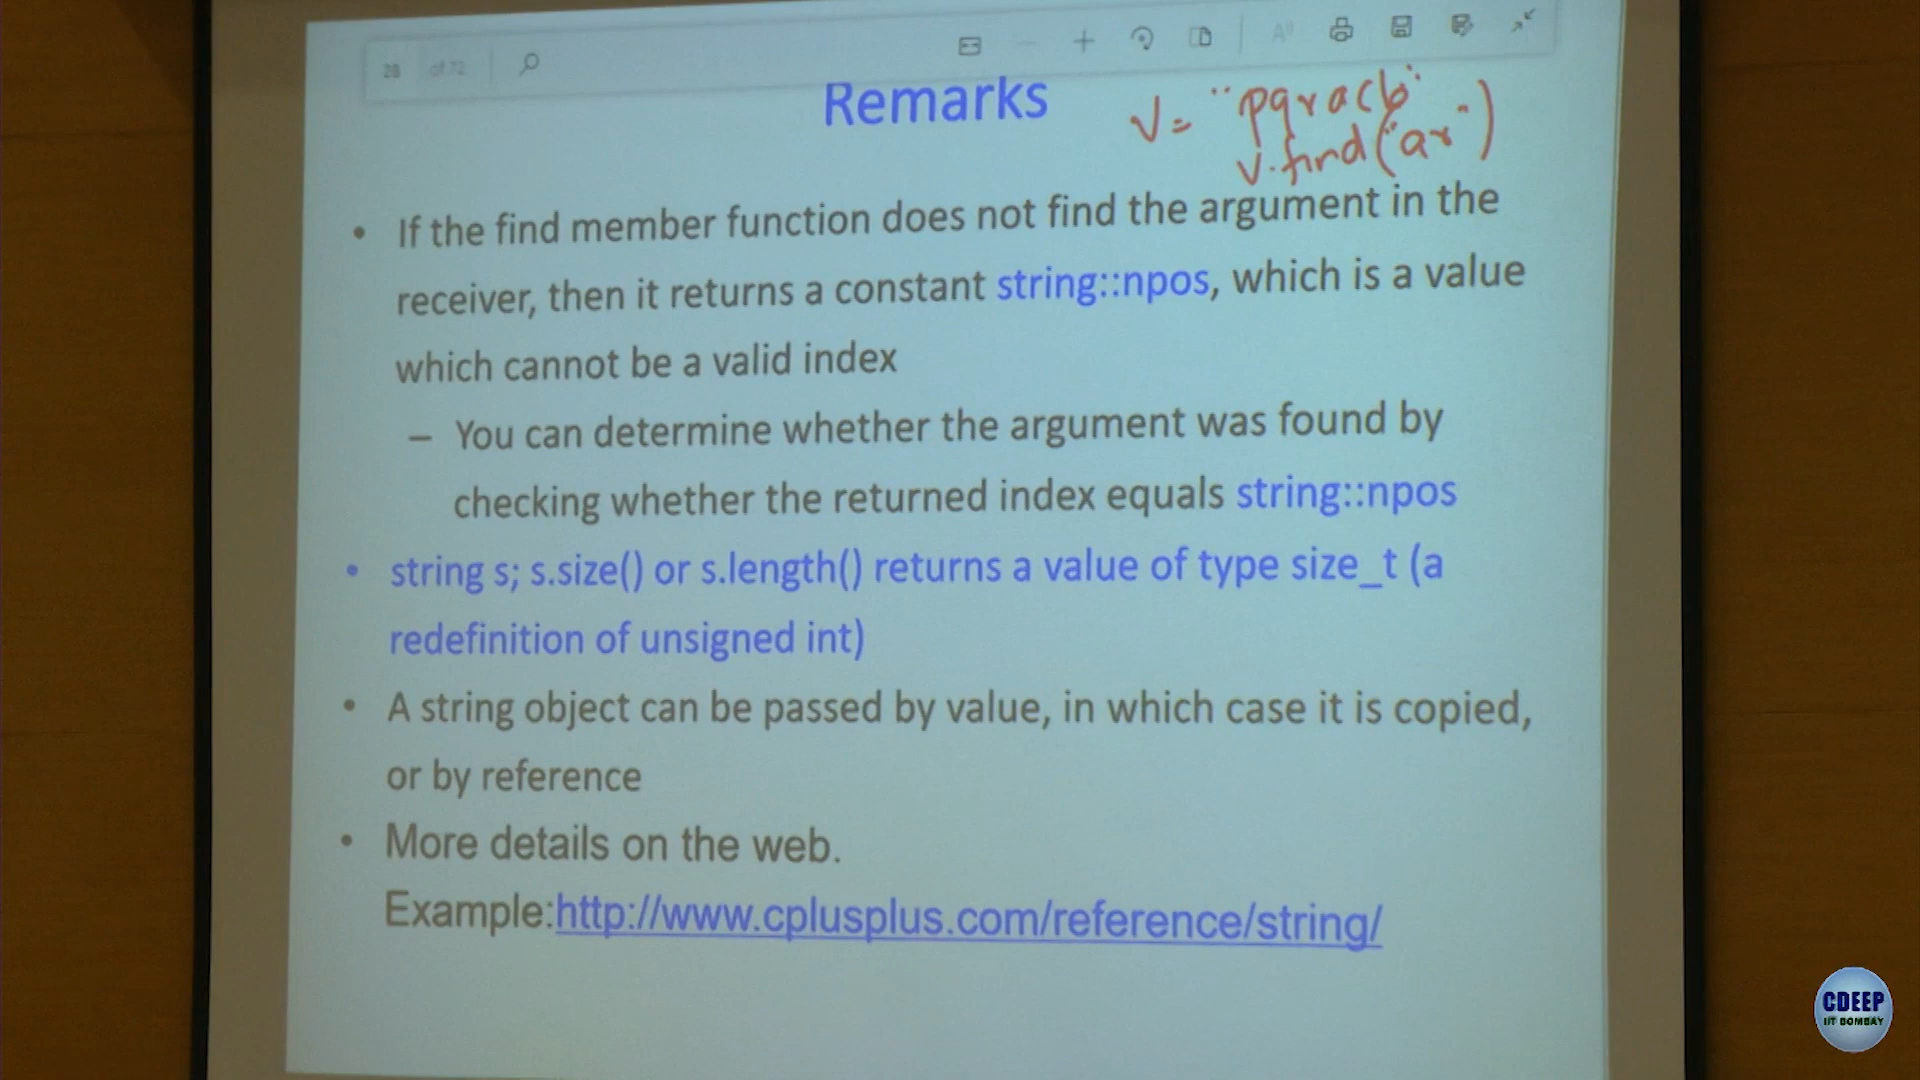 28 of 72
Remarks
v = "pqracb"
v.find("ar")
• If the find member function does not find the argument in the
receiver, then it returns a constant string::npos, which is a value
which cannot be a valid index
– You can determine whether the argument was found by
checking whether the returned index equals string::npos
• string s; s.size() or s.length() returns a value of type size_t (a
redefinition of unsigned int)
• A string object can be passed by value, in which case it is copied,
or by reference
• More details on the web.
Example:http://www.cplusplus.com/reference/string/
CDEEP
IIT BOMBAY